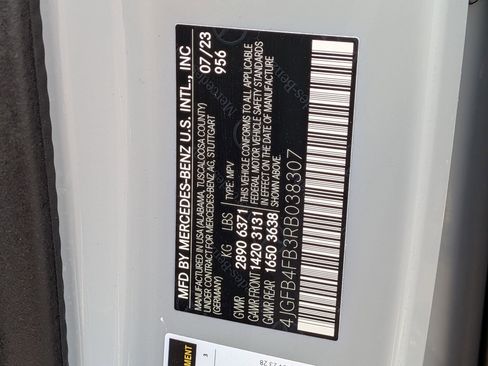 MFD BY MERCEDES-BENZ U.S. INTL., INC
MANUFACTURED IN USA (ALABAMA, TUSCALOOSA COUNTY)
UNDER CONTRACT FOR MERCEDES-BENZ AG, STUTTGART
(GERMANY)
07/23
956
KG LBS TYPE: MPV
GVWR 2890 6371
GAWR FRONT 1420 3131
GAWR REAR 1650 3638
THIS VEHICLE CONFORMS TO ALL APPLICABLE
FEDERAL MOTOR VEHICLE SAFETY STANDARDS
IN EFFECT ON THE DATE OF MANUFACTURE
SHOWN ABOVE
4JGFB4FB3RB038307
3